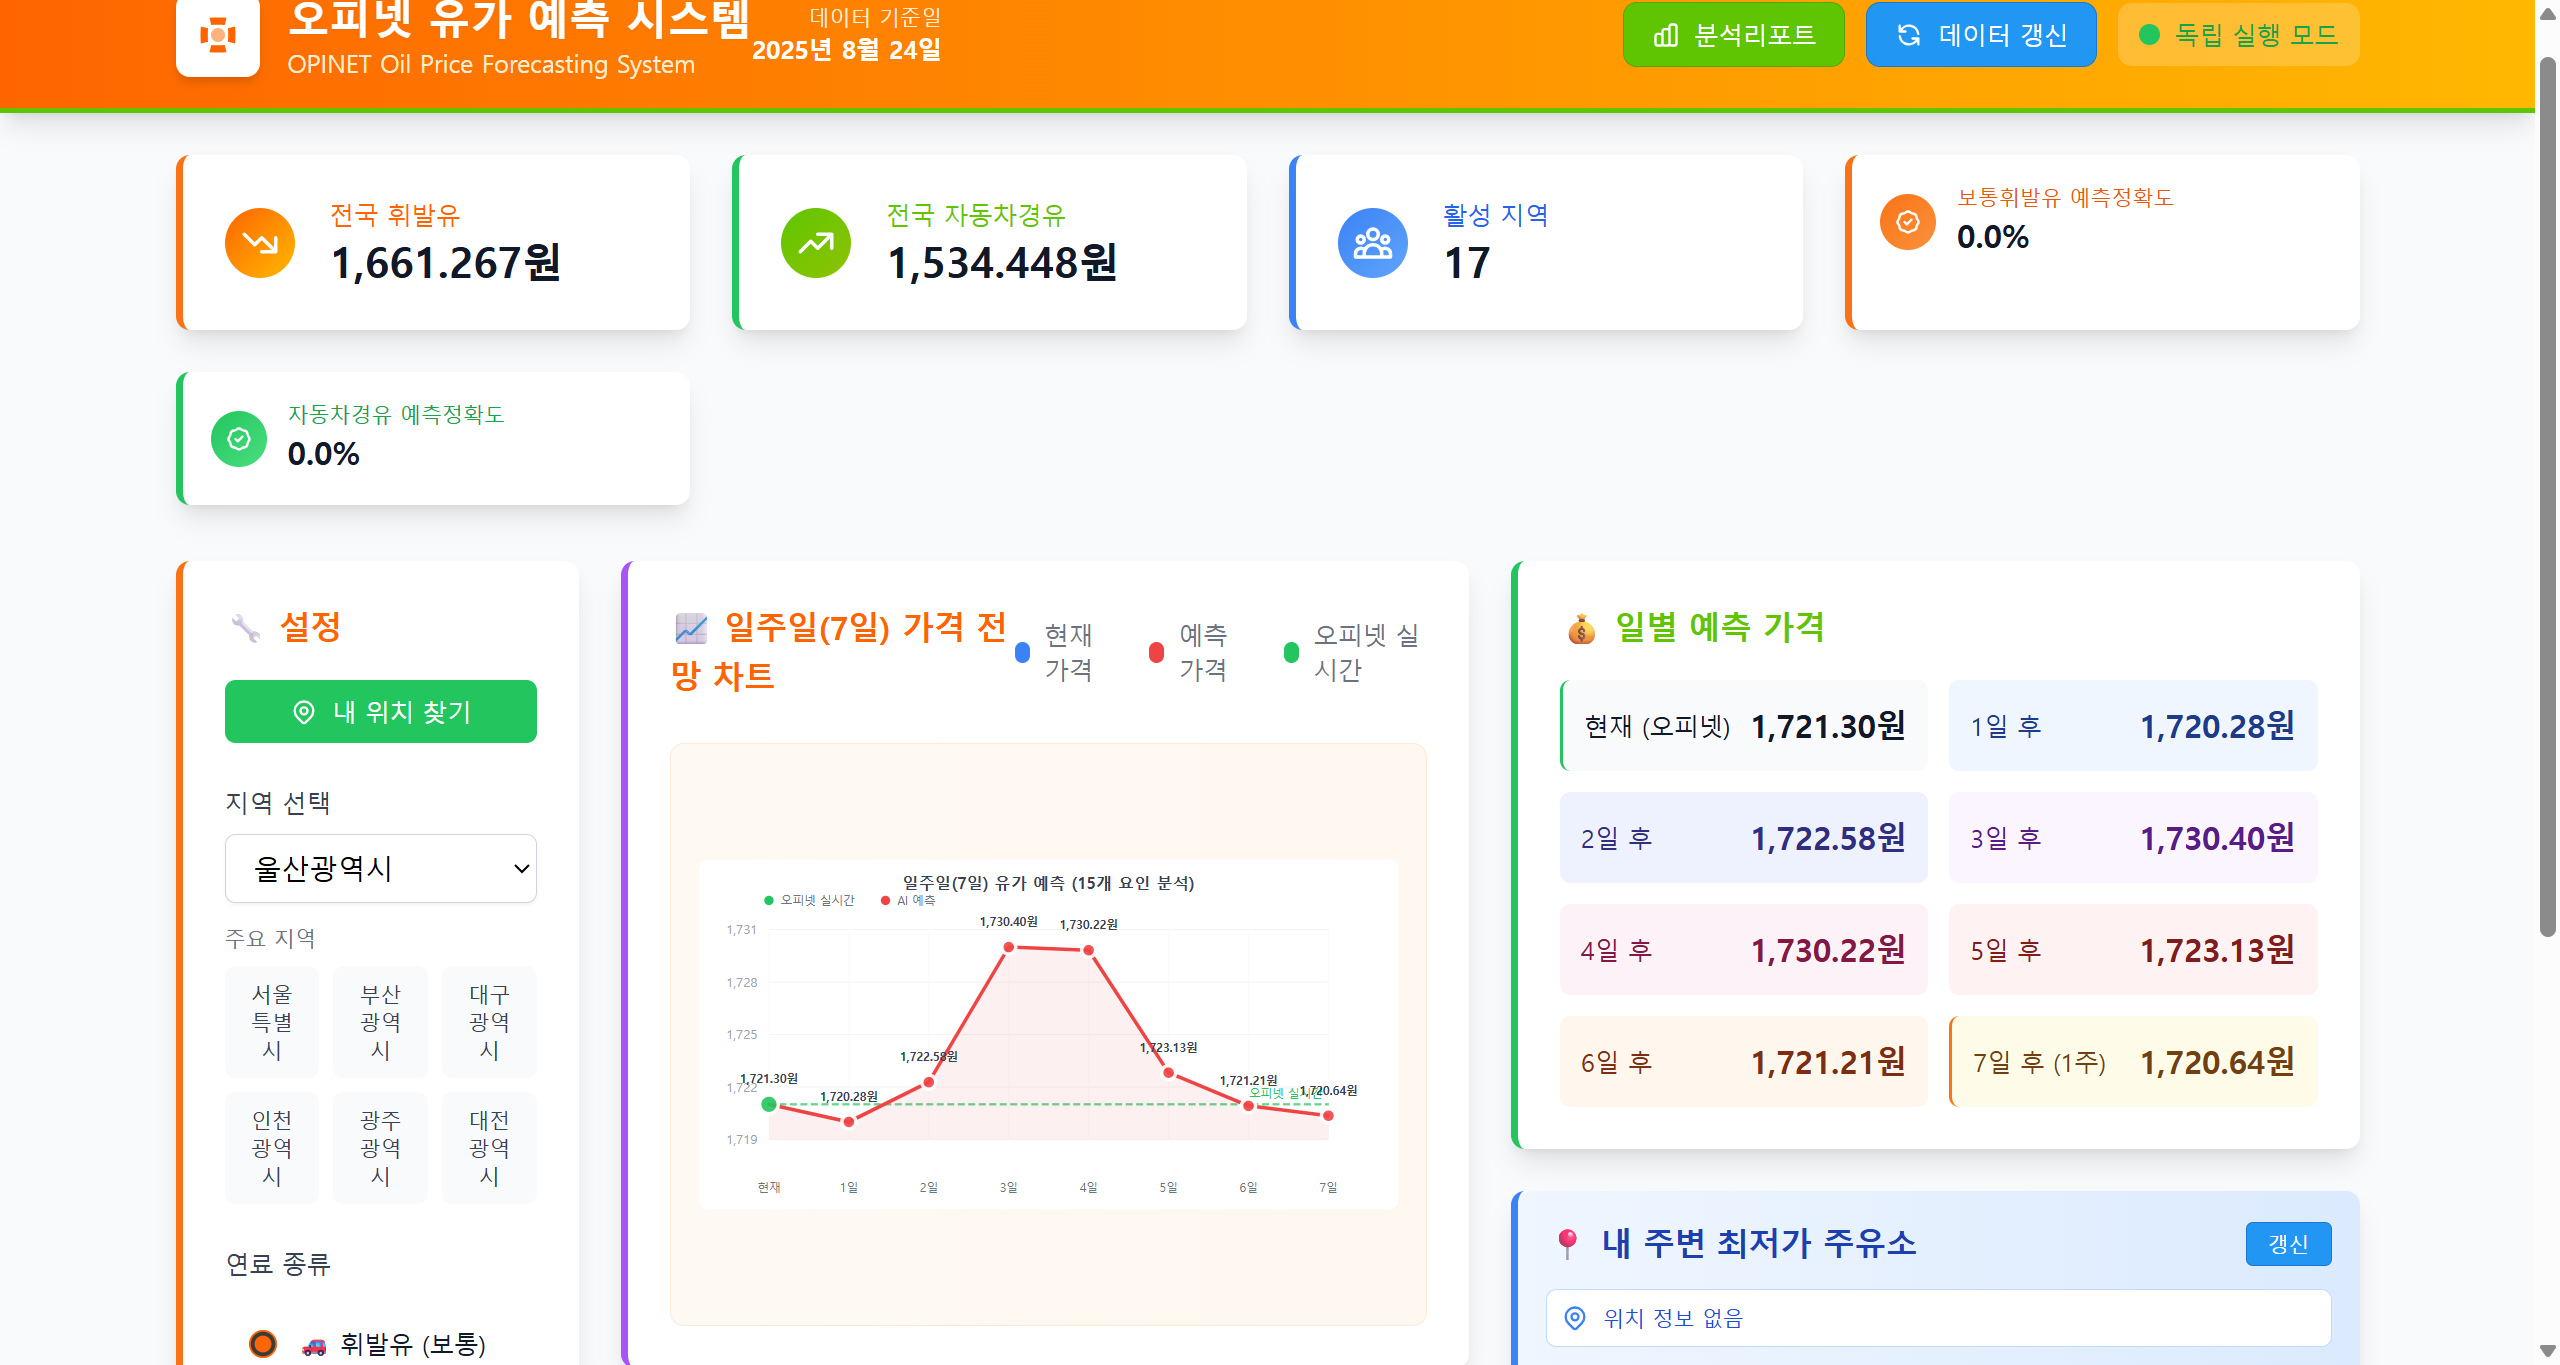 오피넷 유가 예측 시스템
OPINET Oil Price Forecasting System
데이터 기준일
2025년 8월 24일
분석리포트
데이터 갱신
독립 실행 모드
전국 휘발유
1,661.267원
전국 자동차경유
1,534.448원
활성 지역
17
보통휘발유 예측정확도
0.0%
자동차경유 예측정확도
0.0%
설정
내 위치 찾기
지역 선택
울산광역시
주요 지역
서울
특별
시
부산
광역
시
대구
광역
시
인천
광역
시
광주
광역
시
대전
광역
시
연료 종류
휘발유 (보통)
일주일(7일) 가격 전
망 차트
현재
가격
예측
가격
오피넷 실
시간
일주일(7일) 유가 예측 (15개 요인 분석)
오피넷 실시간
AI 예측
1,731
1,728
1,725
1,722
1,719
1,721.30원
1,720.28원
1,722.58원
1,730.40원
1,730.22원
1,723.13원
1,721.21원
1,720.64원
오피넷 실시간
현재
1일
2일
3일
4일
5일
6일
7일
일별 예측 가격
현재 (오피넷) 1,721.30원
1일 후 1,720.28원
2일 후 1,722.58원
3일 후 1,730.40원
4일 후 1,730.22원
5일 후 1,723.13원
6일 후 1,721.21원
7일 후 (1주) 1,720.64원
내 주변 최저가 주유소
갱신
위치 정보 없음